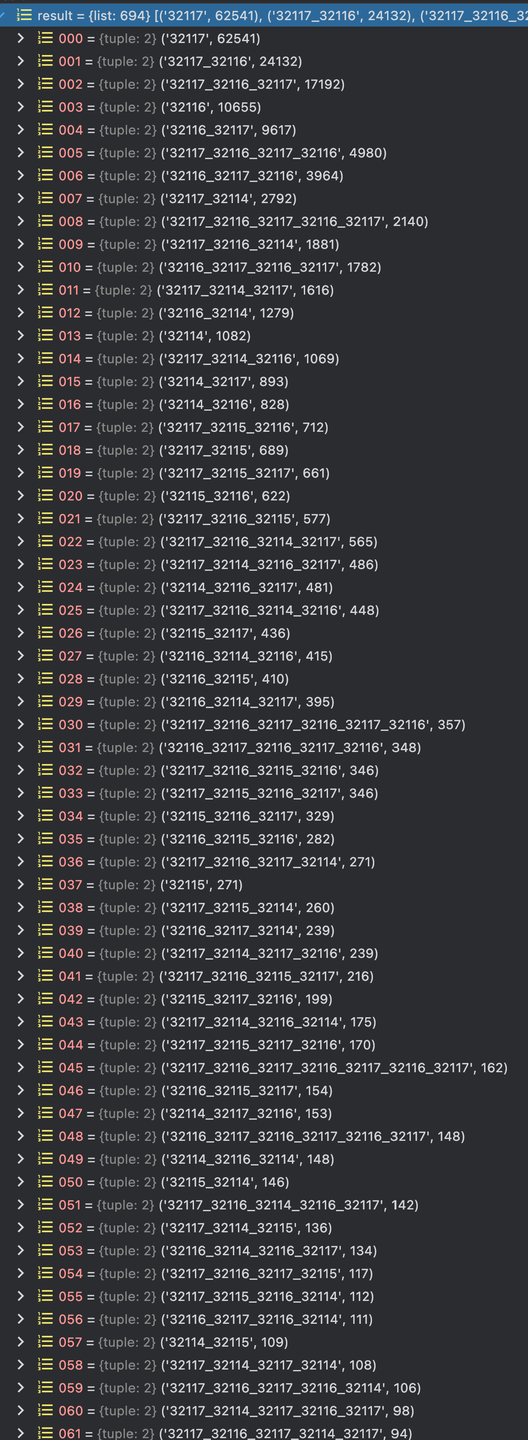 result = {list: 694} [('32117', 62541), ('32117_32116', 24132), ('32117_32116_32
000 = {tuple: 2} ('32117', 62541)
001 = {tuple: 2} ('32117_32116', 24132)
002 = {tuple: 2} ('32117_32116_32117', 17192)
003 = {tuple: 2} ('32116', 10655)
004 = {tuple: 2} ('32116_32117', 9617)
005 = {tuple: 2} ('32117_32116_32117_32116', 4980)
006 = {tuple: 2} ('32116_32117_32116', 3964)
007 = {tuple: 2} ('32117_32114', 2792)
008 = {tuple: 2} ('32117_32116_32117_32116_32117', 2140)
009 = {tuple: 2} ('32117_32116_32114', 1881)
010 = {tuple: 2} ('32116_32117_32116_32117', 1782)
011 = {tuple: 2} ('32117_32114_32117', 1616)
012 = {tuple: 2} ('32116_32114', 1279)
013 = {tuple: 2} ('32114', 1082)
014 = {tuple: 2} ('32117_32114_32116', 1069)
015 = {tuple: 2} ('32114_32117', 893)
016 = {tuple: 2} ('32114_32116', 828)
017 = {tuple: 2} ('32117_32115_32116', 712)
018 = {tuple: 2} ('32117_32115', 689)
019 = {tuple: 2} ('32117_32115_32117', 661)
020 = {tuple: 2} ('32115_32116', 622)
021 = {tuple: 2} ('32117_32116_32115', 577)
022 = {tuple: 2} ('32117_32116_32114_32117', 565)
023 = {tuple: 2} ('32117_32114_32116_32117', 486)
024 = {tuple: 2} ('32114_32116_32117', 481)
025 = {tuple: 2} ('32117_32116_32114_32116', 448)
026 = {tuple: 2} ('32115_32117', 436)
027 = {tuple: 2} ('32116_32114_32116', 415)
028 = {tuple: 2} ('32116_32115', 410)
029 = {tuple: 2} ('32116_32114_32117', 395)
030 = {tuple: 2} ('32117_32116_32117_32116_32117_32116', 357)
031 = {tuple: 2} ('32116_32117_32116_32117_32116', 348)
032 = {tuple: 2} ('32117_32116_32115_32116', 346)
033 = {tuple: 2} ('32117_32115_32116_32117', 346)
034 = {tuple: 2} ('32115_32116_32117', 329)
035 = {tuple: 2} ('32116_32115_32116', 282)
036 = {tuple: 2} ('32117_32116_32117_32114', 271)
037 = {tuple: 2} ('32115', 271)
038 = {tuple: 2} ('32117_32115_32114', 260)
039 = {tuple: 2} ('32116_32117_32114', 239)
040 = {tuple: 2} ('32117_32114_32117_32116', 239)
041 = {tuple: 2} ('32117_32116_32115_32117', 216)
042 = {tuple: 2} ('32115_32117_32116', 199)
043 = {tuple: 2} ('32117_32114_32116_32114', 175)
044 = {tuple: 2} ('32117_32115_32117_32116', 170)
045 = {tuple: 2} ('32117_32116_32117_32116_32117_32116_32117', 162)
046 = {tuple: 2} ('32116_32115_32117', 154)
047 = {tuple: 2} ('32114_32117_32116', 153)
048 = {tuple: 2} ('32116_32117_32116_32117_32116_32117', 148)
049 = {tuple: 2} ('32114_32116_32114', 148)
050 = {tuple: 2} ('32115_32114', 146)
051 = {tuple: 2} ('32117_32116_32114_32116_32117', 142)
052 = {tuple: 2} ('32117_32114_32115', 136)
053 = {tuple: 2} ('32116_32114_32116_32117', 134)
054 = {tuple: 2} ('32117_32116_32117_32115', 117)
055 = {tuple: 2} ('32117_32115_32116_32114', 112)
056 = {tuple: 2} ('32116_32117_32116_32114', 111)
057 = {tuple: 2} ('32114_32115', 109)
058 = {tuple: 2} ('32117_32114_32117_32114', 108)
059 = {tuple: 2} ('32117_32116_32117_32116_32114', 106)
060 = {tuple: 2} ('32117_32114_32117_32116_32117', 98)
061 = {tuple: 2} ('32117_32116_32117_32114_32117', 94)